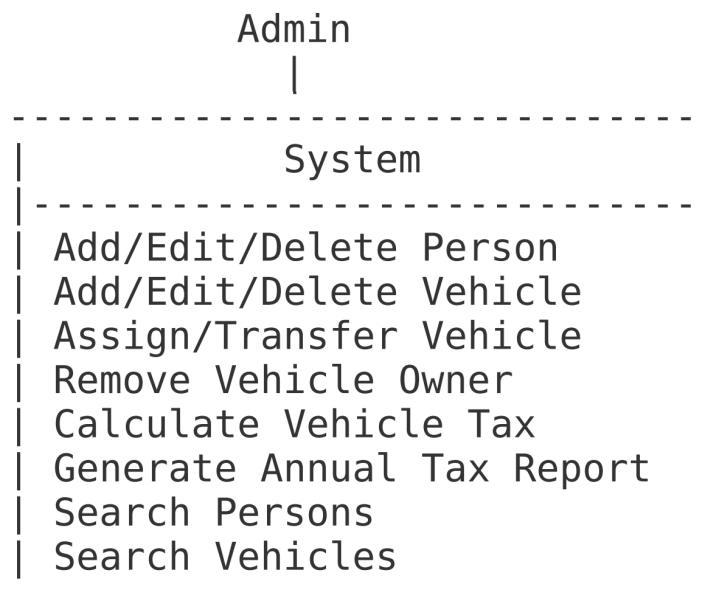 Admin
|
------------------------------
| System
|-----------------------------
| Add/Edit/Delete Person
| Add/Edit/Delete Vehicle
| Assign/Transfer Vehicle
| Remove Vehicle Owner
| Calculate Vehicle Tax
| Generate Annual Tax Report
| Search Persons
| Search Vehicles